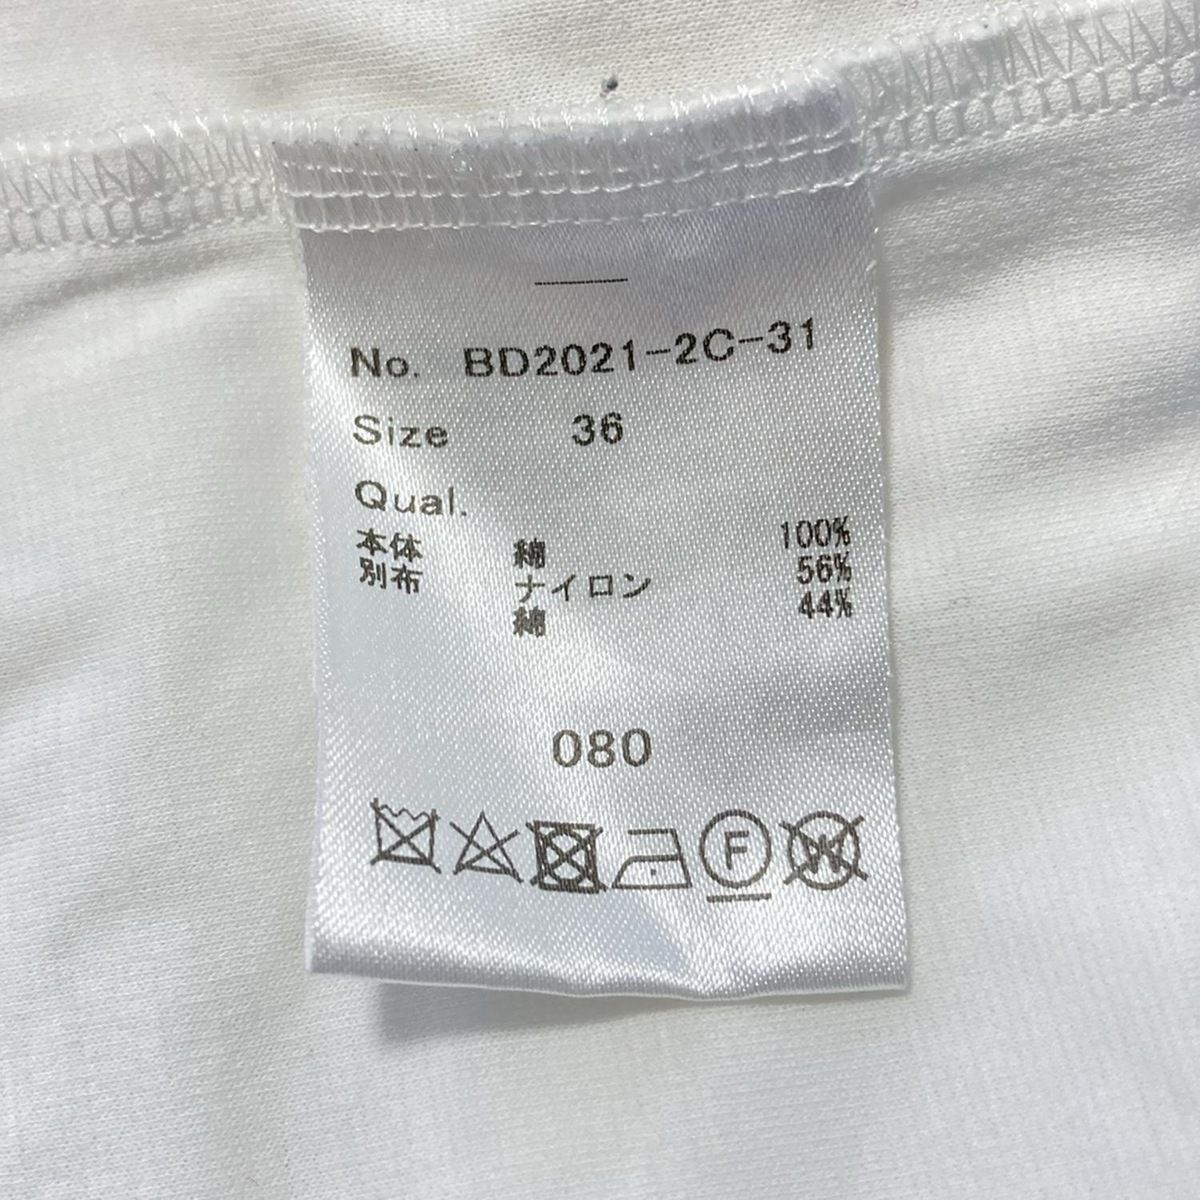 No. BD2021-2C-31
Size 36
Qual.
本体 綿 100%
別布 ナイロン 56%
綿 44%
080
F W